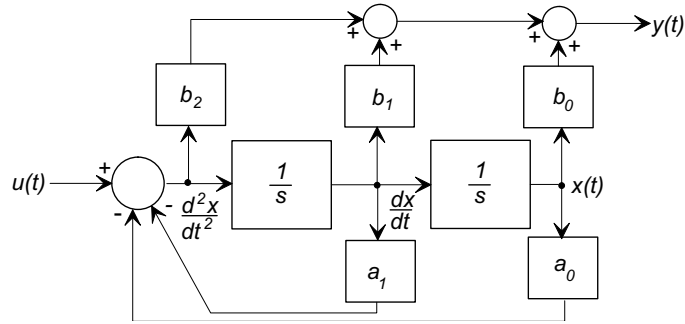 + + + + y(t)
b₂ b₁ b₀
u(t) + 1/s 1/s x(t)
- - d²x/dt² dx/dt
a₁ a₀